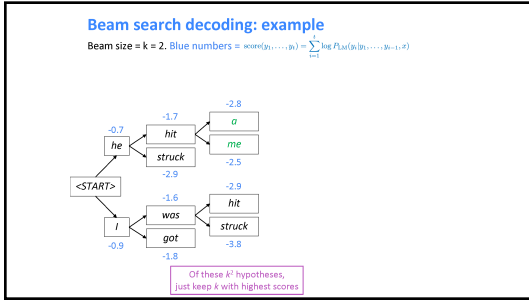 Beam search decoding: example
Beam size = k = 2. Blue numbers = score(y₁, …, yₜ) = ∑ᵢ₌₁ᵗ log P_LM(yᵢ|y₁, …, yᵢ₋₁, x)
-2.8
-1.7
a
-0.7
hit
he
me
struck
-2.5
-2.9
<START>
-2.9
-1.6
hit
was
I
struck
got
-0.9
-3.8
-1.8
Of these k² hypotheses,
just keep k with highest scores